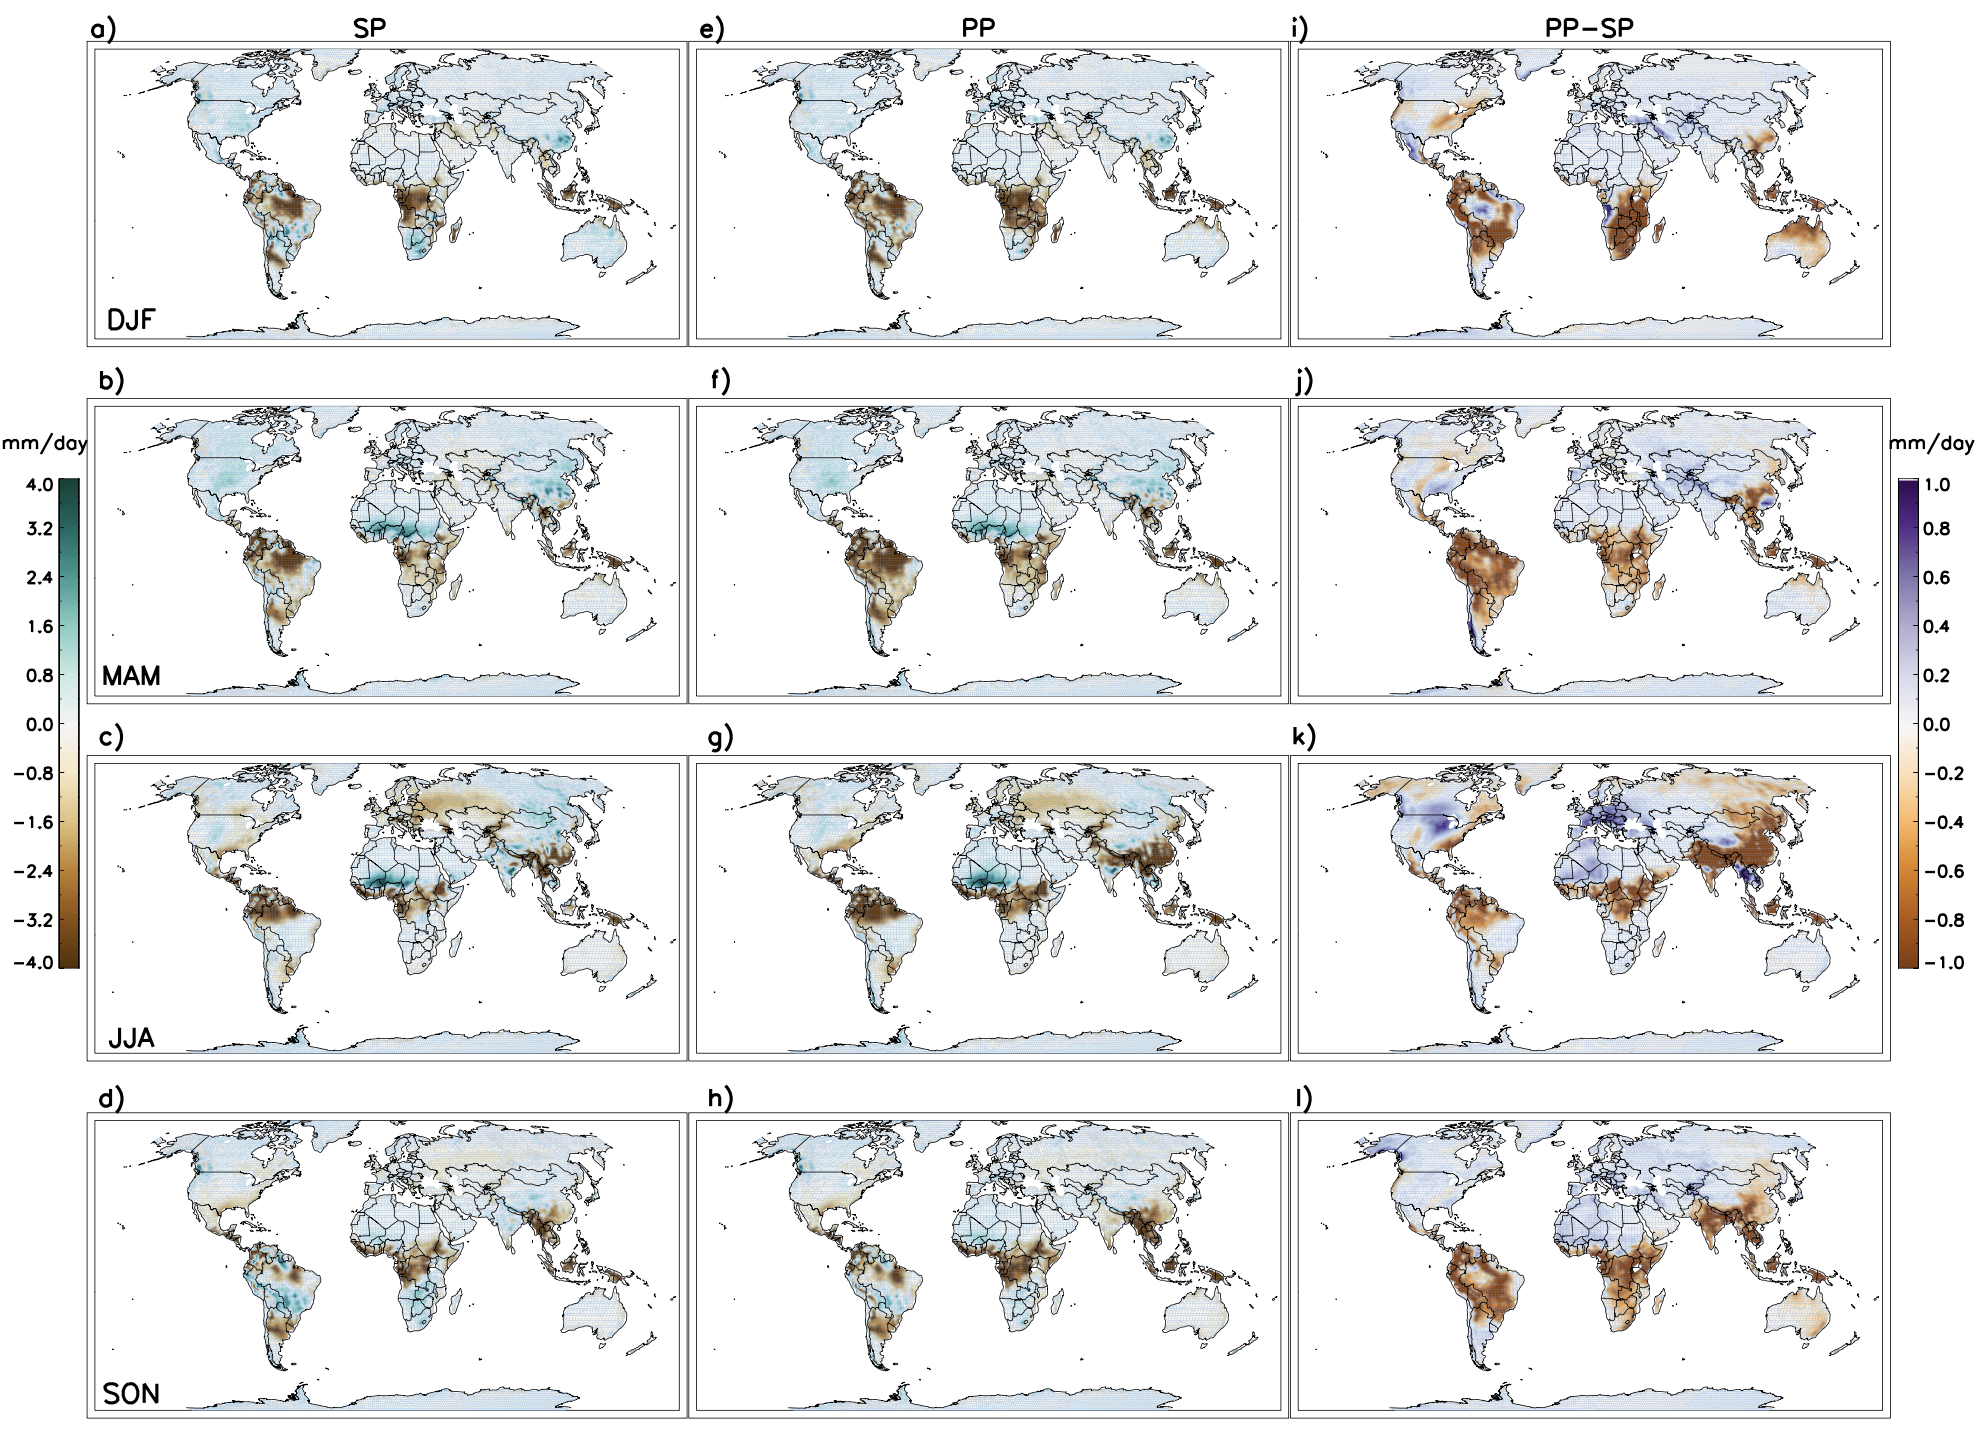 a) SP e) PP i) PP-SP
DJF
b) f) j)
mm/day mm/day
4.0 1.0
3.2 0.8
2.4 0.6
1.6 0.4
0.8 0.2
0.0 0.0
-0.8 -0.2
-1.6 -0.4
-2.4 -0.6
-3.2 -0.8
-4.0 -1.0
MAM
c) g) k)
JJA
d) h) l)
SON